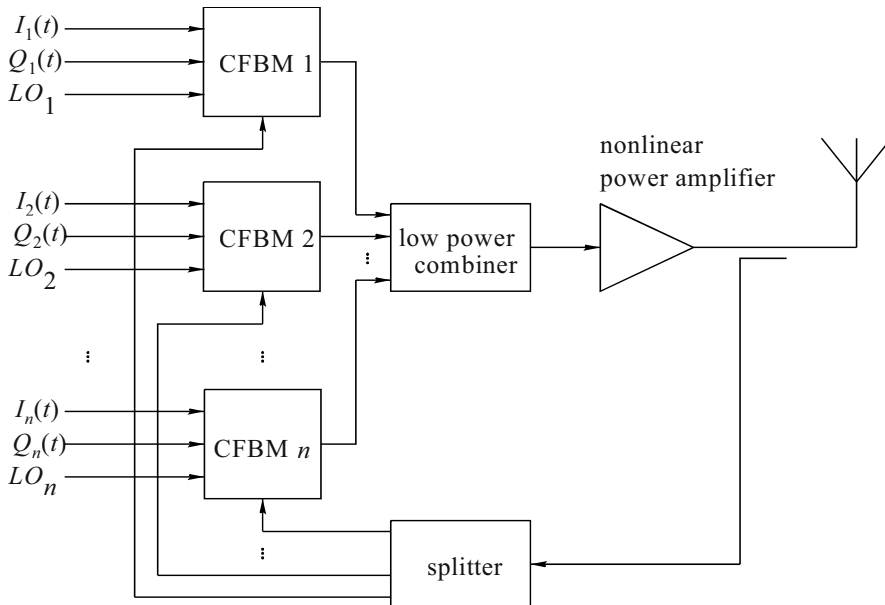 I₁(t)
Q₁(t)
LO₁
CFBM 1
I₂(t)
Q₂(t)
LO₂
CFBM 2
...
...
Iₙ(t)
Qₙ(t)
LOₙ
CFBM n
...
low power
combiner
...
nonlinear
power amplifier
splitter